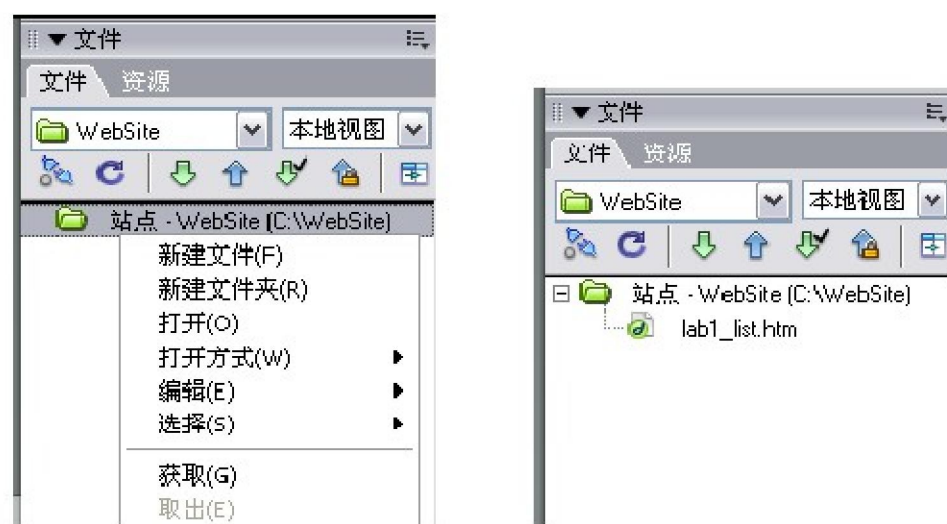 文件
文件 资源
WebSite 本地视图
站点 - WebSite (C:\WebSite)
新建文件(F)
新建文件夹(R)
打开(O)
打开方式(W)
编辑(E)
选择(S)
获取(G)
取出(E)
文件
文件 资源
WebSite 本地视图
站点 - WebSite (C:\WebSite)
lab1_list.htm